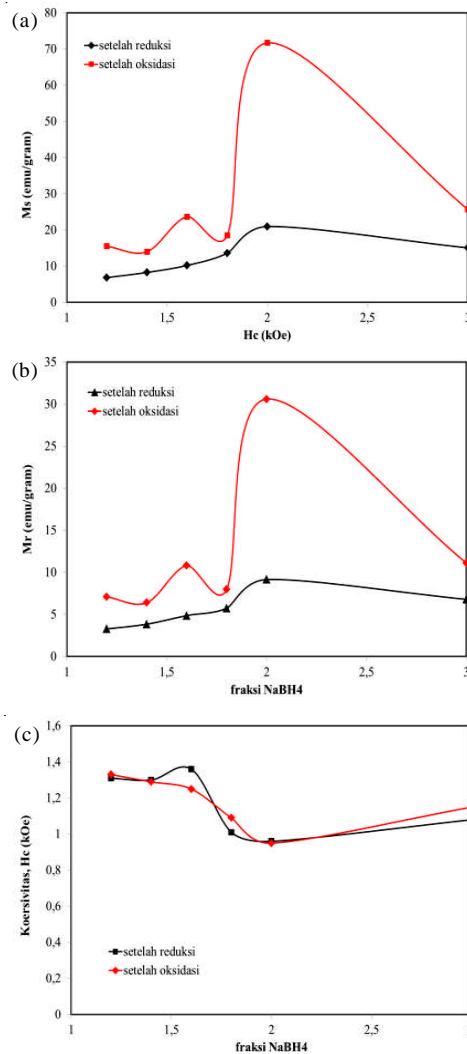 (a)
80
70
60
50
40
30
20
10
0
Ms (emu/gram)
setelah reduksi
setelah oksidasi
1 1,5 2 2,5 3
Hc (kOe)
(b)
35
30
25
20
15
10
5
0
Mr (emu/gram)
setelah reduksi
setelah oksidasi
1 1,5 2 2,5 3
fraksi NaBH4
(c)
1,6
1,4
1,2
1
0,8
0,6
0,4
0,2
0
Koersivitas, Hc (kOe)
setelah reduksi
setelah oksidasi
1 1,5 2 2,5 3
fraksi NaBH4